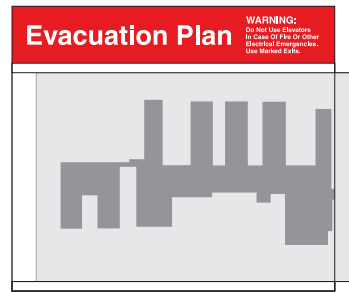 Evacuation Plan
WARNING:
Do Not Use Elevators
In Case Of Fire Or Other
Electrical Emergencies.
Use Marked Exits.